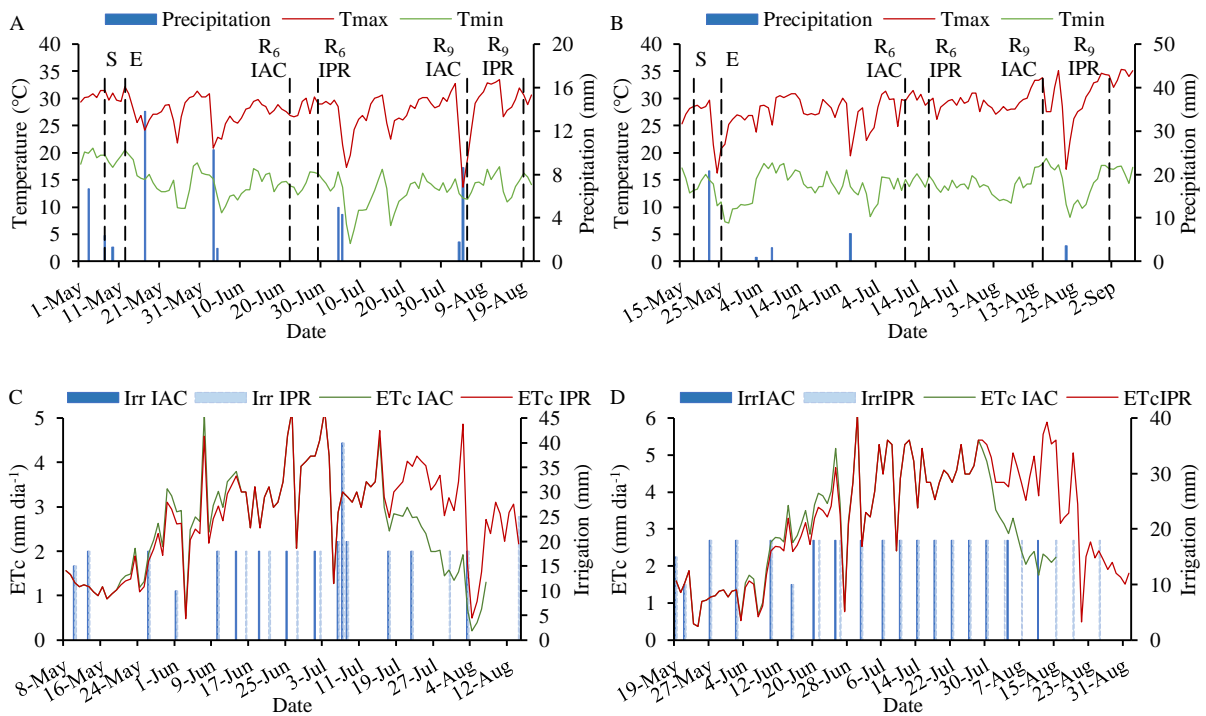 A
Precipitation Tmax Tmin
S E R6 IAC R6 IPR R9 IAC R9 IPR
Temperature (°C)
40
35
30
25
20
15
10
5
0
20
16
12
8
4
0
Precipitation (mm)
1-May 11-May 21-May 31-May 10-Jun 20-Jun 30-Jun 10-Jul 20-Jul 30-Jul 9-Aug 19-Aug
Date
B
Precipitation Tmax Tmin
S E R6 IAC R6 IPR R9 IAC R9 IPR
Temperature (°C)
40
35
30
25
20
15
10
5
0
50
40
30
20
10
0
Precipitation (mm)
15-May 25-May 4-Jun 14-Jun 24-Jun 4-Jul 14-Jul 24-Jul 3-Aug 13-Aug 23-Aug 2-Sep
Date
C
Irr IAC Irr IPR ETc IAC ETc IPR
ETc (mm dia-1)
5
4
3
2
1
0
45
40
35
30
25
20
15
10
5
0
Irrigation (mm)
8-May 16-May 24-May 1-Jun 9-Jun 17-Jun 25-Jun 3-Jul 11-Jul 19-Jul 27-Jul 4-Aug 12-Aug
Date
D
IrrIAC IrrIPR ETc IAC ETcIPR
ETc (mm dia-1)
6
5
4
3
2
1
0
40
30
20
10
0
Irrigation (mm)
19-May 27-May 4-Jun 12-Jun 20-Jun 28-Jun 6-Jul 14-Jul 22-Jul 30-Jul 7-Aug 15-Aug 23-Aug 31-Aug
Date